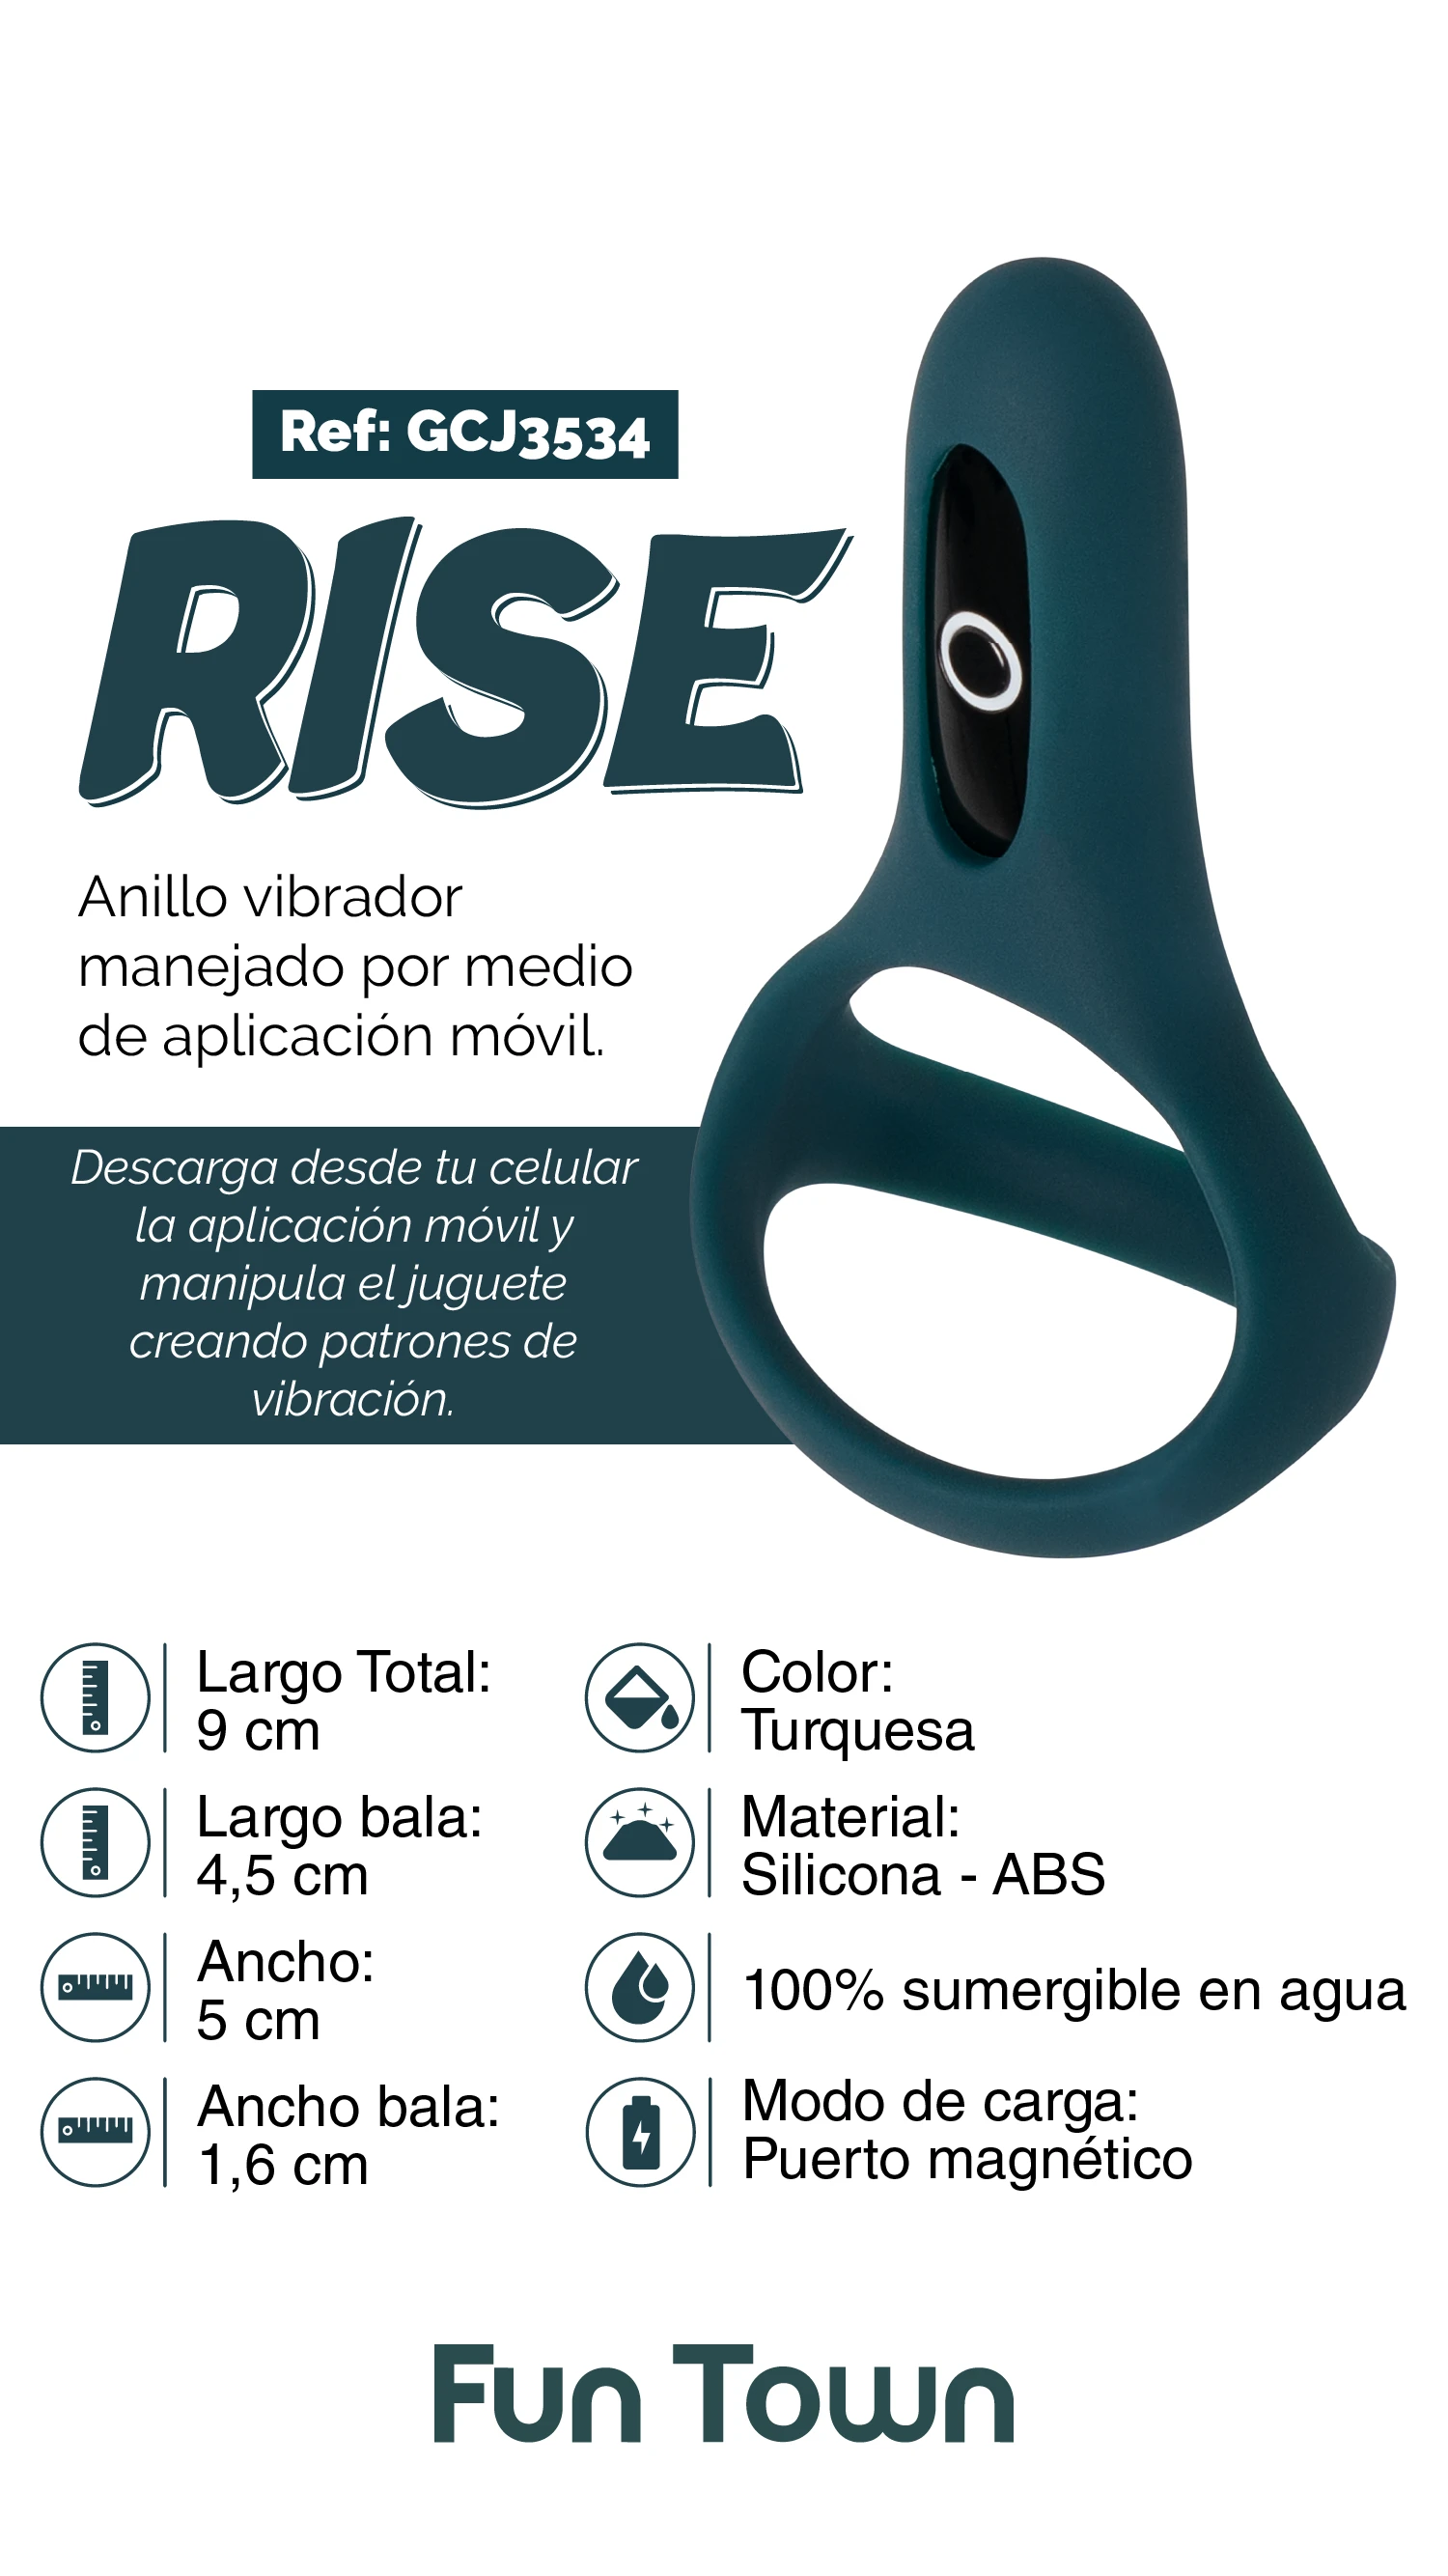 Ref: GCJ3534
RISE
Anillo vibrador
manejado por medio
de aplicación móvil.
Descarga desde tu celular
la aplicación móvil y
manipula el juguete
creando patrones de
vibración.
Largo Total:
9 cm
Largo bala:
4,5 cm
Ancho:
5 cm
Ancho bala:
1,6 cm
Color:
Turquesa
Material:
Silicona - ABS
100% sumergible en agua
Modo de carga:
Puerto magnético
Fun Town